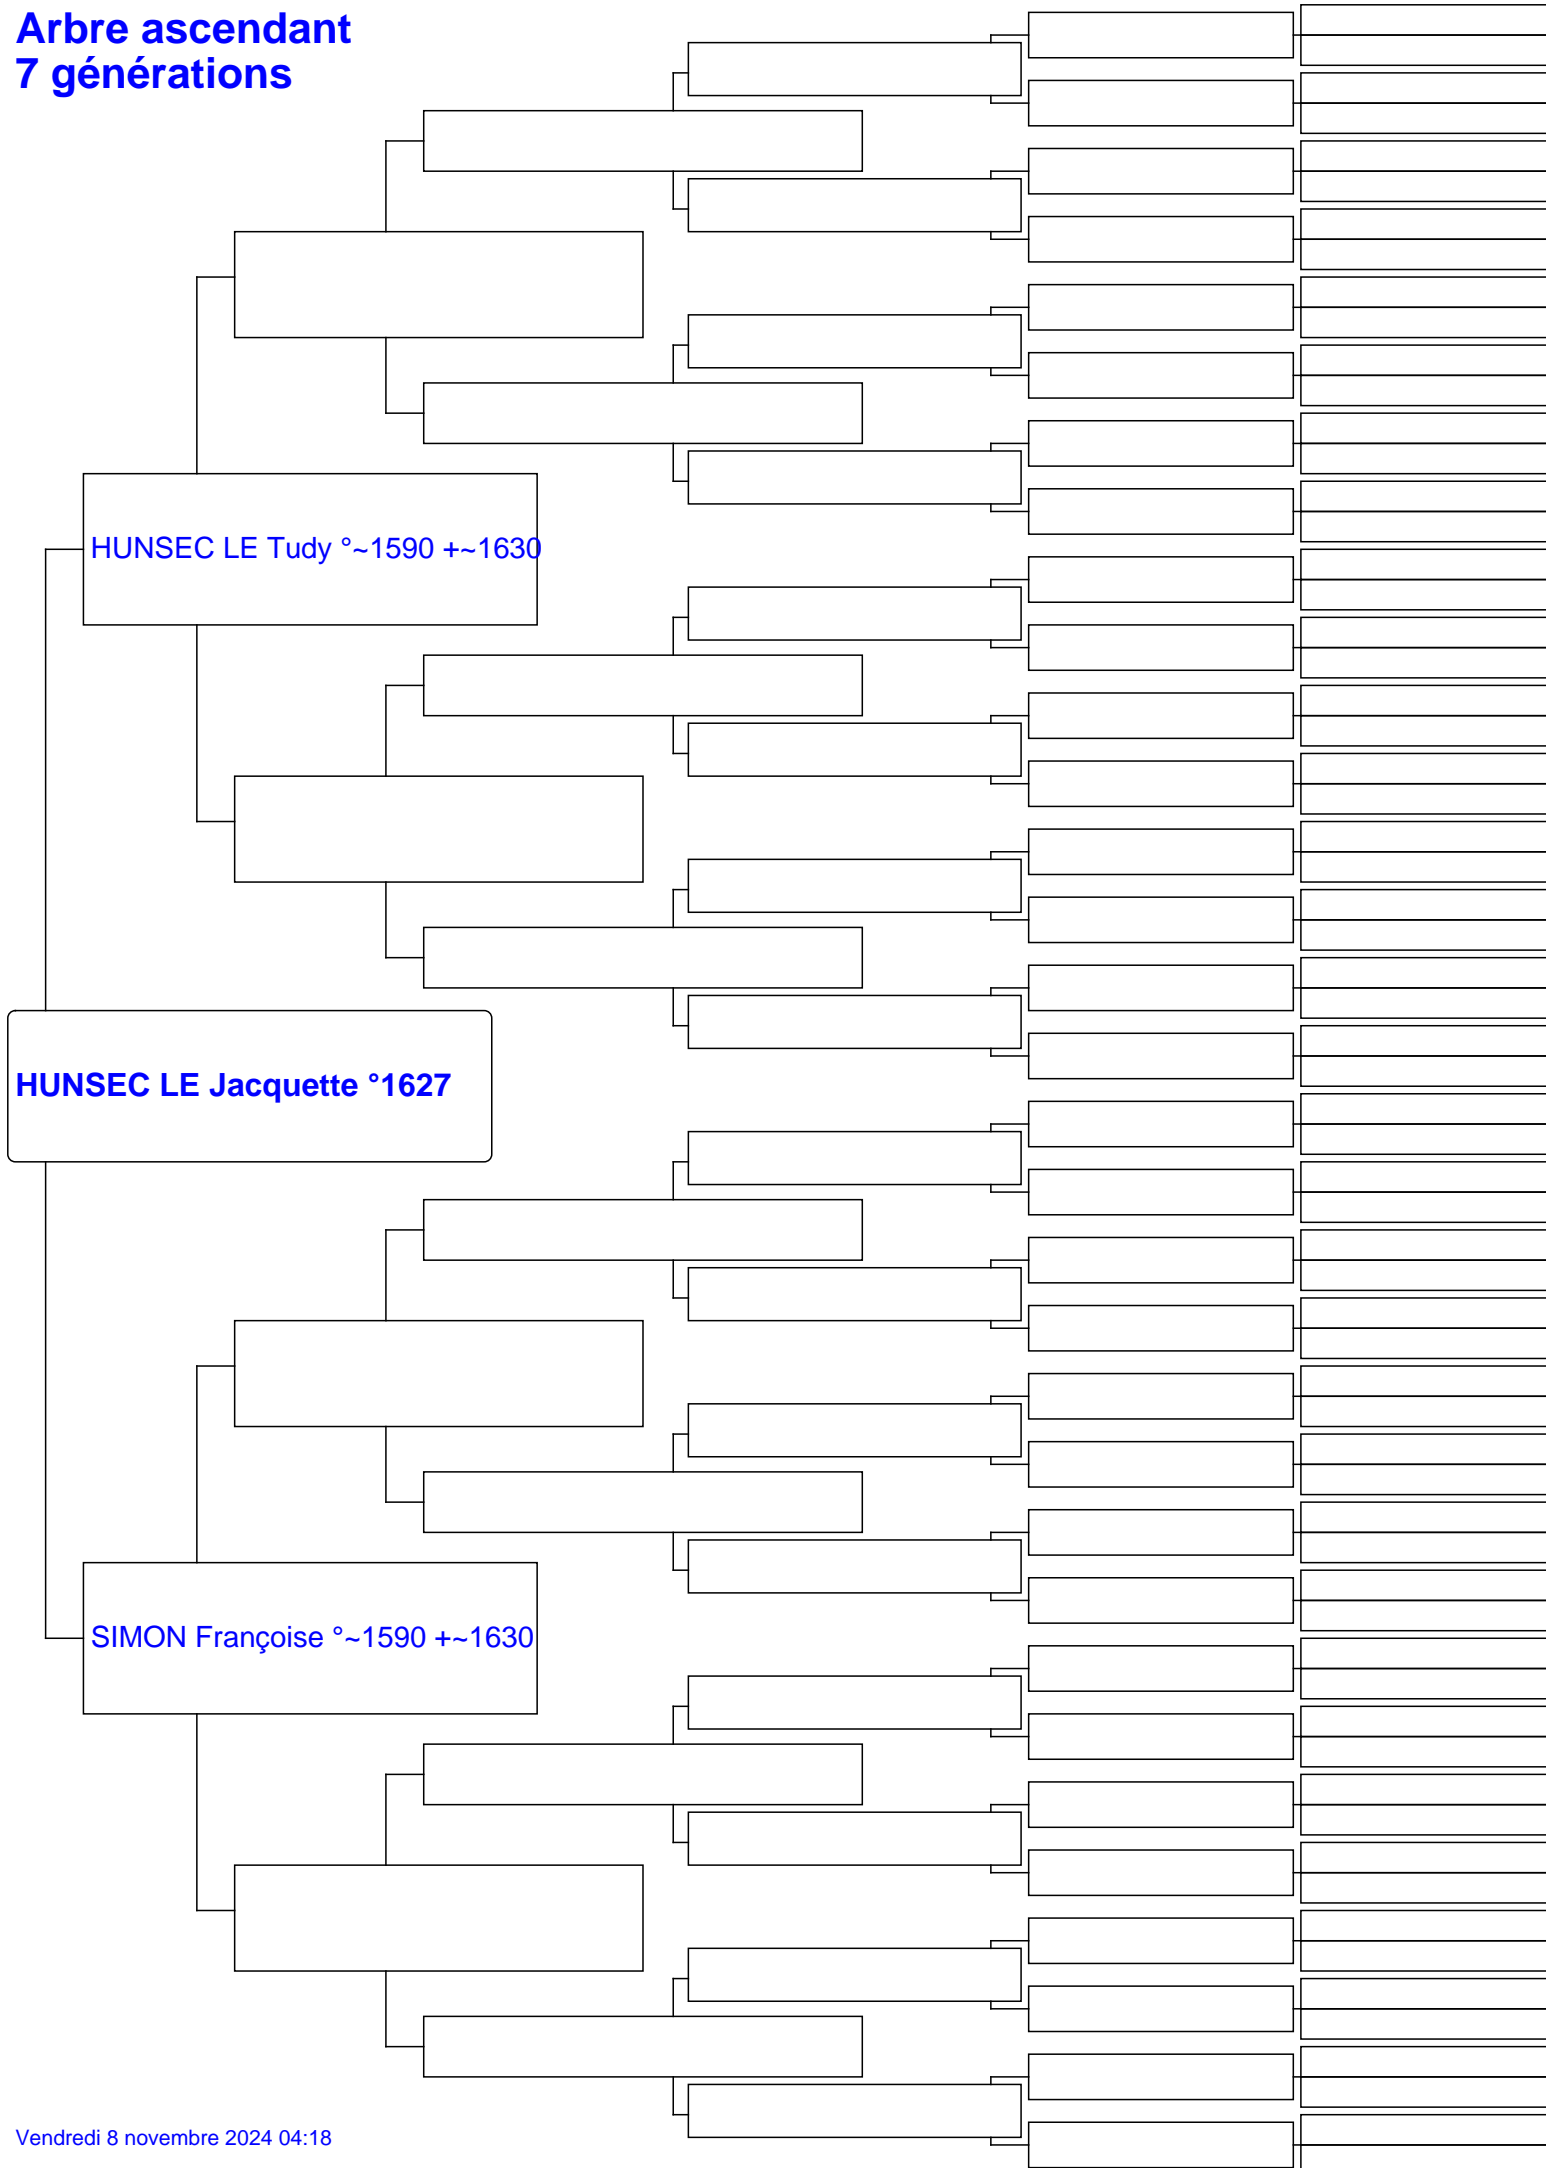 Arbre ascendant
7 générations
HUNSEC LE Tudy °~1590 +~1630
HUNSEC LE Jacquette °1627
SIMON Françoise °~1590 +~1630
Vendredi 8 novembre 2024 04:18